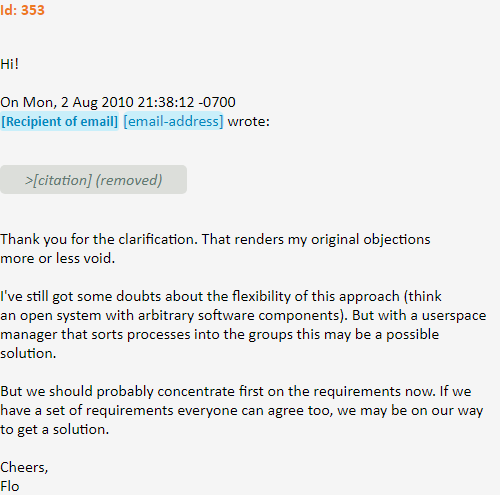 Id: 353
Hi!
On Mon, 2 Aug 2010 21:38:12 -0700
[Recipient of email] [email-address] wrote:
>[citation] (removed)
Thank you for the clarification. That renders my original objections
more or less void.
I've still got some doubts about the flexibility of this approach (think
an open system with arbitrary software components). But with a userspace
manager that sorts processes into the groups this may be a possible
solution.
But we should probably concentrate first on the requirements now. If we
have a set of requirements everyone can agree too, we may be on our way
to get a solution.
Cheers,
Flo